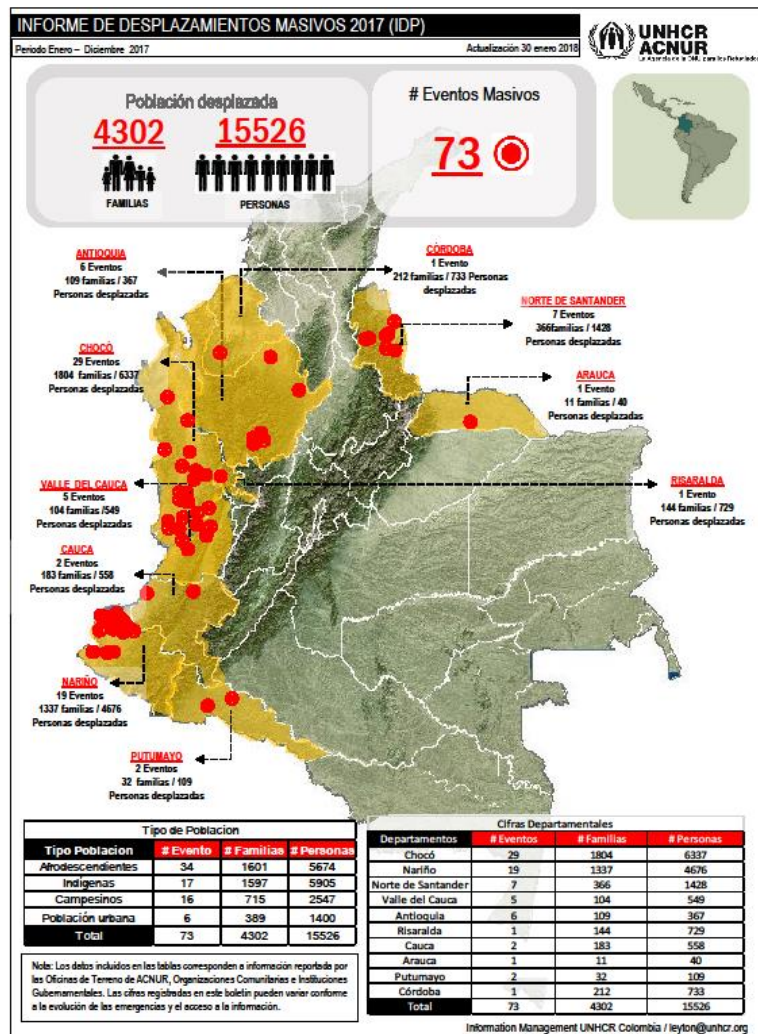 INFORME DE DESPLAZAMIENTOS MASIVOS 2017 (IDP)
Periodo Enero – Diciembre 2017
Actualización 30 enero 2018
UNHCR
ACNUR
La Agencia de la ONU para los Refugiados
Población desplazada
4302
15526
FAMILIAS
PERSONAS
# Eventos Masivos
73
ANTIOQUIA
6 Eventos
109 familias / 367
Personas desplazadas
CÓRDOBA
1 Evento
212 familias / 733 Personas
desplazadas
NORTE DE SANTANDER
7 Eventos
366familias / 1428
Personas desplazadas
CHOCÓ
29 Eventos
1804 familias / 6337
Personas desplazadas
ARAUCA
1 Evento
11 familias / 40
Personas desplazadas
VALLE DEL CAUCA
5 Eventos
104 familias /549
Personas desplazadas
RISARALDA
1 Evento
144 familias / 729
Personas desplazadas
CAUCA
2 Eventos
183 familias / 558
Personas desplazadas
NARIÑO
19 Eventos
1337 familias / 4676
Personas desplazadas
PUTUMAYO
2 Eventos
32 familias / 109
Personas desplazadas
Tipo de Poblacion
Tipo Poblacion # Evento # Familias # Personas
Afrodescendientes 34 1601 5674
Indígenas 17 1597 5905
Campesinos 16 715 2547
Población urbana 6 389 1400
Total 73 4302 15526
Nota: Los datos incluidos en las tablas corresponden a información reportada por
las Oficinas de Terreno de ACNUR, Organizaciones Comunitarias e Instituciones
Gubernamentales. Las cifras registradas en este boletin pueden variar conforme
a la evolución de las emergencias y el acceso a la información.
Cifras Departamentales
Departamentos # Eventos # Familias # Personas
Chocó 29 1804 6337
Nariño 19 1337 4676
Norte de Santander 7 366 1428
Valle del Cauca 5 104 549
Antioquia 6 109 367
Risaralda 1 144 729
Cauca 2 183 558
Arauca 1 11 40
Putumayo 2 32 109
Córdoba 1 212 733
Total 73 4302 15526
Information Management UNHCR Colombia / leyton@unhcr.org